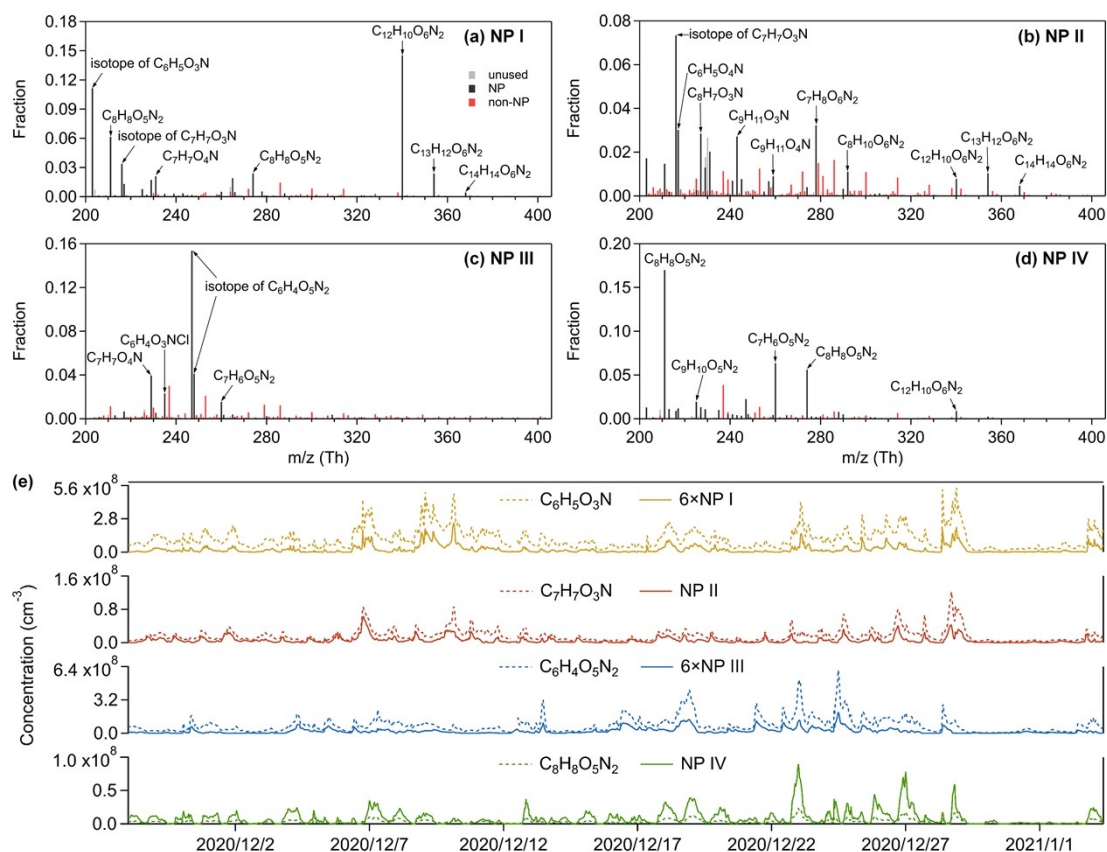 (a) NP I
0.18
0.15
0.12
0.09
0.06
0.03
0.00
Fraction
isotope of C₆H₅O₃N
C₈H₈O₅N₂
isotope of C₇H₇O₃N
C₇H₇O₄N
C₈H₈O₅N₂
C₁₂H₁₀O₆N₂
C₁₃H₁₂O₆N₂
C₁₄H₁₄O₆N₂
unused
NP
non-NP
200 240 280 320 360 400
(b) NP II
0.08
0.06
0.04
0.02
0.00
Fraction
isotope of C₇H₇O₃N
C₆H₅O₄N
C₈H₇O₃N
C₉H₁₁O₃N
C₉H₁₁O₄N
C₇H₈O₆N₂
C₈H₁₀O₆N₂
C₁₂H₁₀O₆N₂
C₁₃H₁₂O₆N₂
C₁₄H₁₄O₆N₂
200 240 280 320 360 400
(c) NP III
0.16
0.12
0.08
0.04
0.00
Fraction
isotope of C₆H₄O₅N₂
C₆H₄O₃NCl
C₇H₇O₄N
C₇H₆O₅N₂
200 240 280 320 360 400
m/z (Th)
(d) NP IV
0.20
0.15
0.10
0.05
0.00
Fraction
C₈H₈O₅N₂
C₉H₁₀O₅N₂
C₇H₆O₅N₂
C₈H₈O₅N₂
C₁₂H₁₀O₆N₂
200 240 280 320 360 400
m/z (Th)
(e)
Concentration (cm⁻³)
5.6 x10⁸
2.8
0.0
C₆H₅O₃N 6×NP I
1.6 x10⁸
0.8
0.0
C₇H₇O₃N NP II
6.4 x10⁸
3.2
0.0
C₆H₄O₅N₂ 6×NP III
1.0 x10⁸
0.5
0.0
C₈H₈O₅N₂ NP IV
2020/12/2 2020/12/7 2020/12/12 2020/12/17 2020/12/22 2020/12/27 2021/1/1